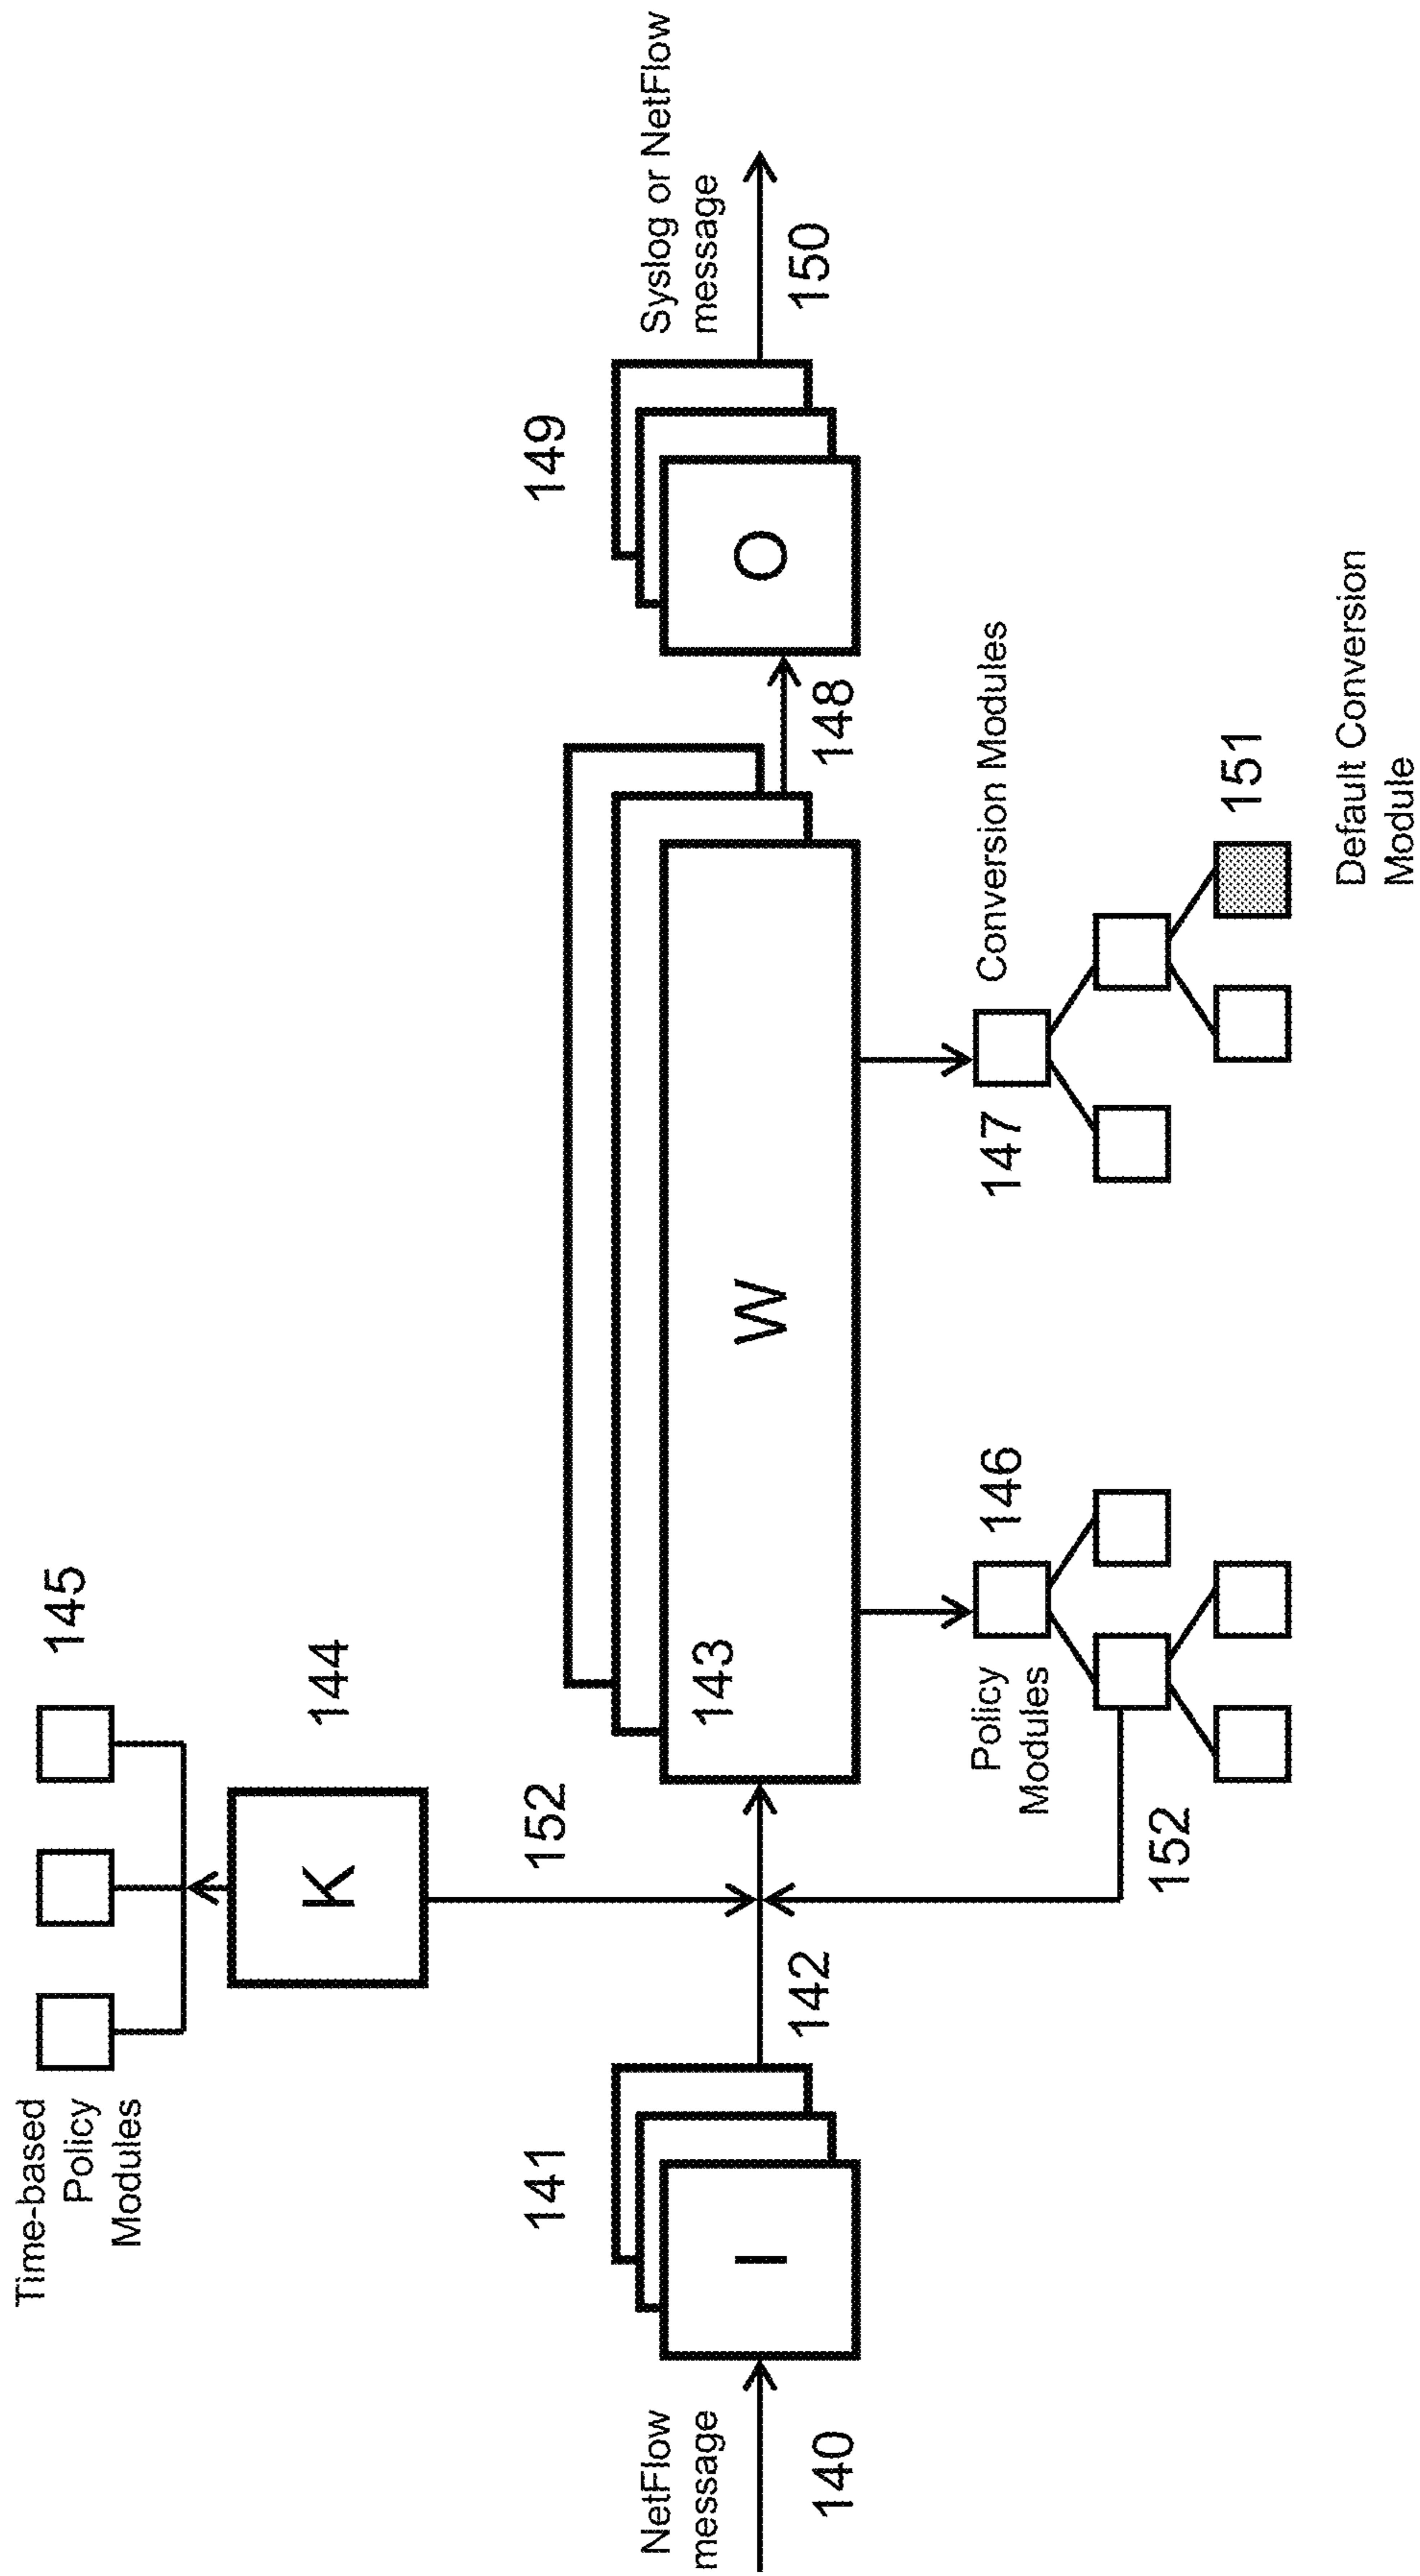 Time-based
Policy
Modules
145
K
144
152
NetFlow
message
140
I
141
142
W
143
148
O
149
Syslog or NetFlow
message
150
Policy
Modules
146
152
147
Conversion Modules
151
Default Conversion
Module